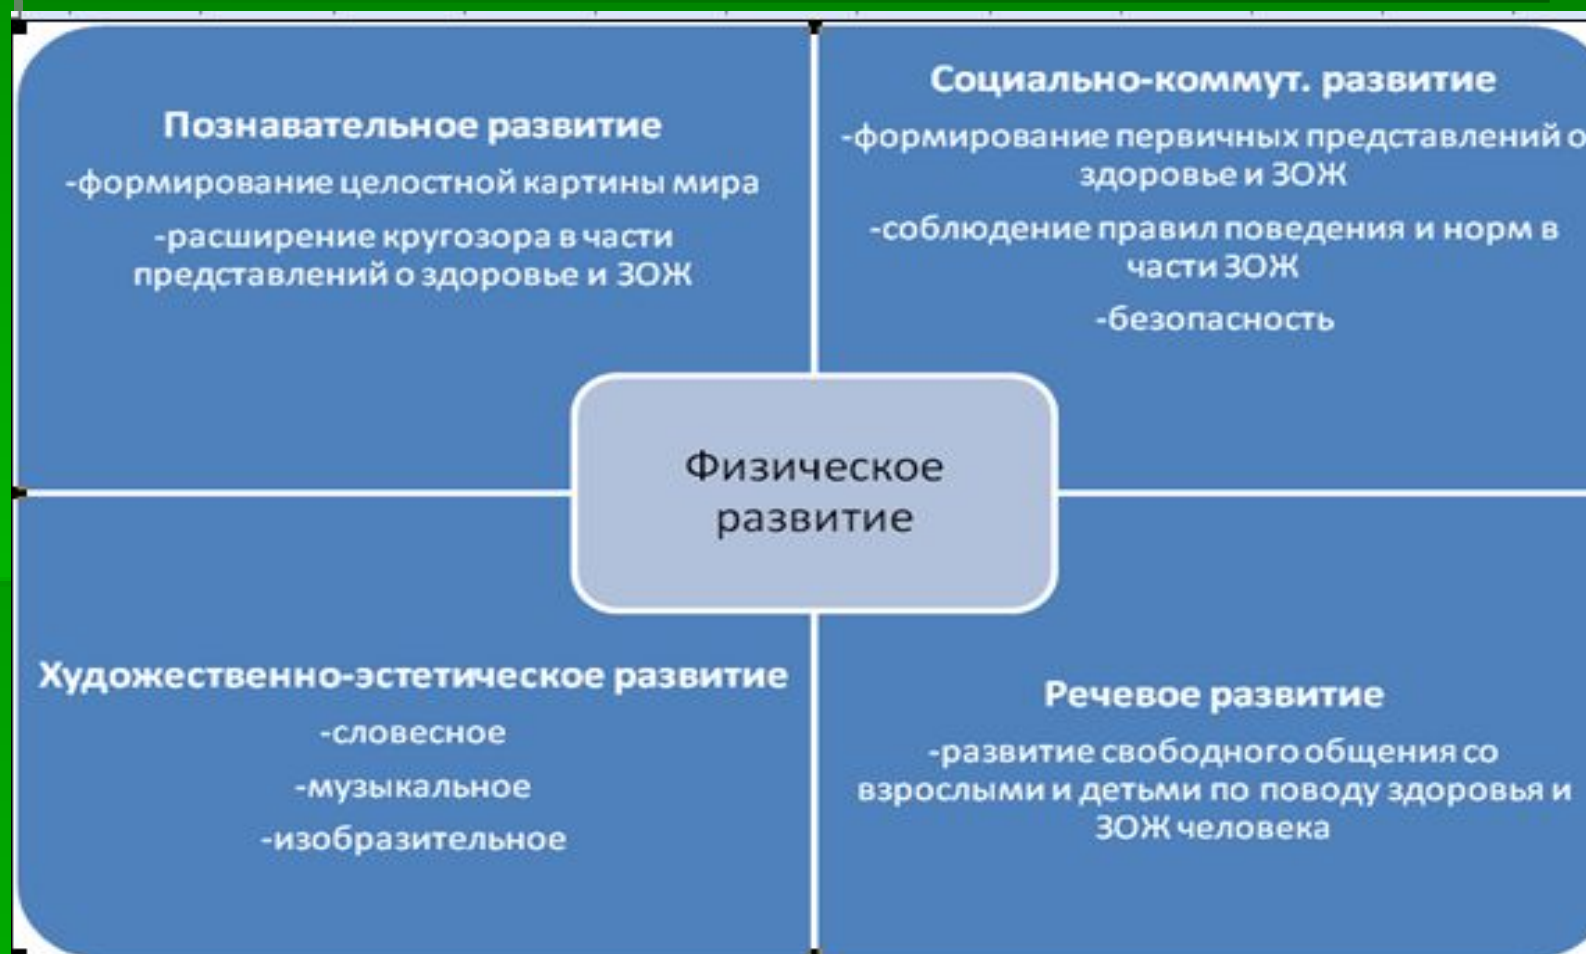 Познавательное развитие
-формирование целостной картины мира
-расширение кругозора в части
представлений о здоровье и ЗОЖ
Социально-коммут. развитие
-формирование первичных представлений о
здоровье и ЗОЖ
-соблюдение правил поведения и норм в
части ЗОЖ
-безопасность
Физическое
развитие
Художественно-эстетическое развитие
-словесное
-музыкальное
-изобразительное
Речевое развитие
-развитие свободного общения со
взрослыми и детьми по поводу здоровья и
ЗОЖ человека